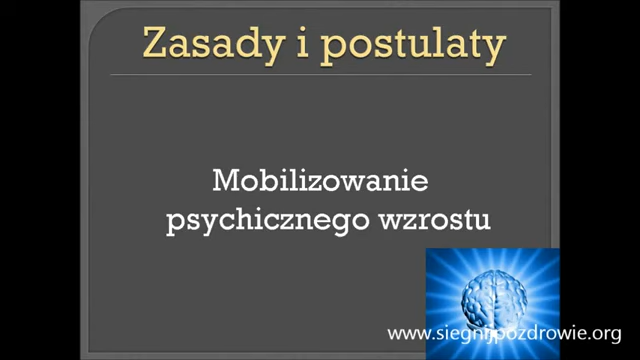 Zasady i postulaty
Mobilizowanie
psychicznego wzrostu
www.siegnijpozdrowie.org